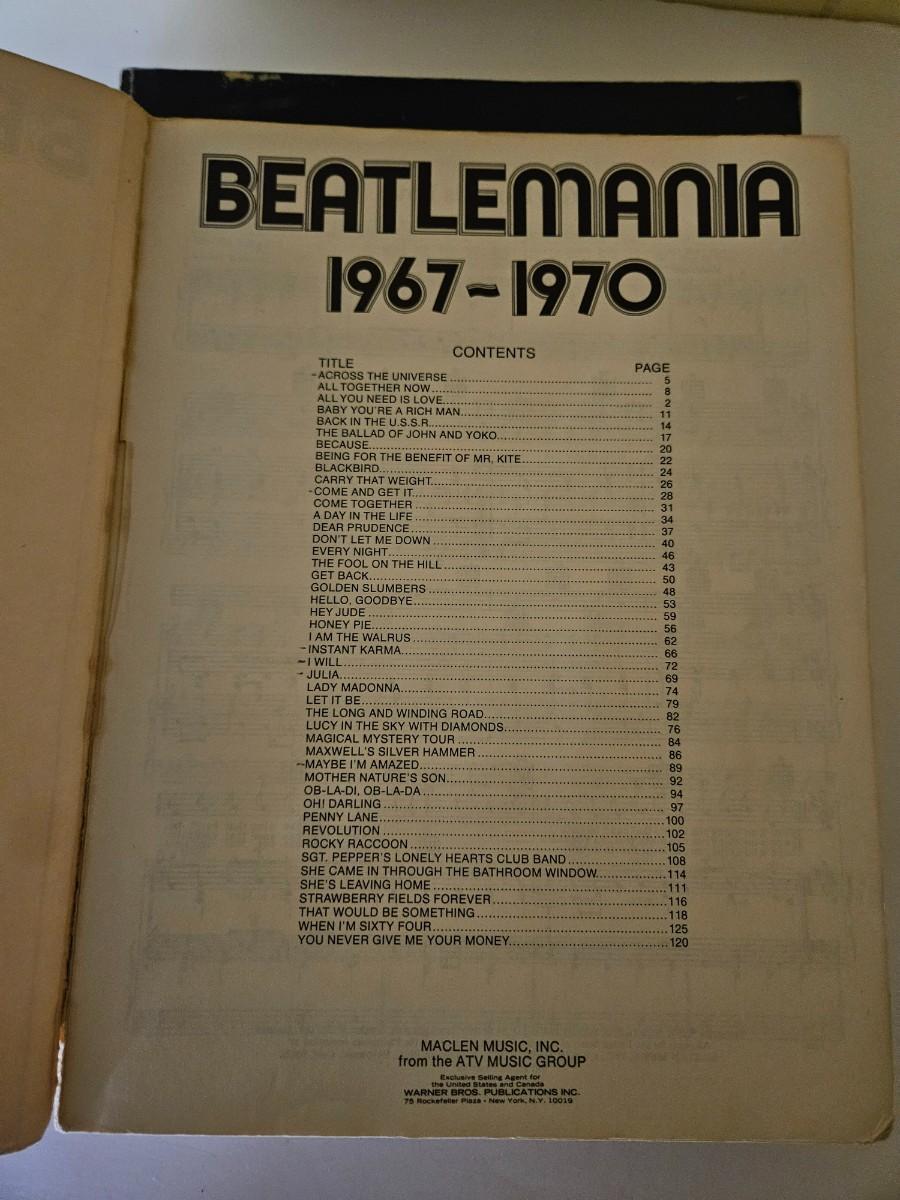 BEATLEMANIA
1967~1970
CONTENTS
TITLE PAGE
-ACROSS THE UNIVERSE 5
ALL TOGETHER NOW 8
ALL YOU NEED IS LOVE 2
BABY YOU'RE A RICH MAN 11
BACK IN THE U.S.S.R. 14
THE BALLAD OF JOHN AND YOKO 17
BECAUSE 20
BEING FOR THE BENEFIT OF MR. KITE 22
BLACKBIRD 24
CARRY THAT WEIGHT 26
-COME AND GET IT 28
COME TOGETHER 31
A DAY IN THE LIFE 34
DEAR PRUDENCE 37
DON'T LET ME DOWN 40
EVERY NIGHT 46
THE FOOL ON THE HILL 43
GET BACK 50
GOLDEN SLUMBERS 48
HELLO, GOODBYE 53
HEY JUDE 59
HONEY PIE 56
I AM THE WALRUS 62
-INSTANT KARMA 66
-I WILL 72
-JULIA 69
LADY MADONNA 74
LET IT BE 79
THE LONG AND WINDING ROAD 82
LUCY IN THE SKY WITH DIAMONDS 76
MAGICAL MYSTERY TOUR 84
MAXWELL'S SILVER HAMMER 86
-MAYBE I'M AMAZED 89
MOTHER NATURE'S SON 92
OB-LA-DI, OB-LA-DA 94
OH! DARLING 97
PENNY LANE 100
REVOLUTION 102
ROCKY RACCOON 105
SGT. PEPPER'S LONELY HEARTS CLUB BAND 108
SHE CAME IN THROUGH THE BATHROOM WINDOW 114
SHE'S LEAVING HOME 111
STRAWBERRY FIELDS FOREVER 116
THAT WOULD BE SOMETHING 118
WHEN I'M SIXTY FOUR 125
YOU NEVER GIVE ME YOUR MONEY 120
MACLEN MUSIC, INC.
from the ATV MUSIC GROUP
Exclusive Selling Agent for
the United States and Canada
WARNER BROS. PUBLICATIONS INC.
75 Rockefeller Plaza • New York, N.Y. 10019